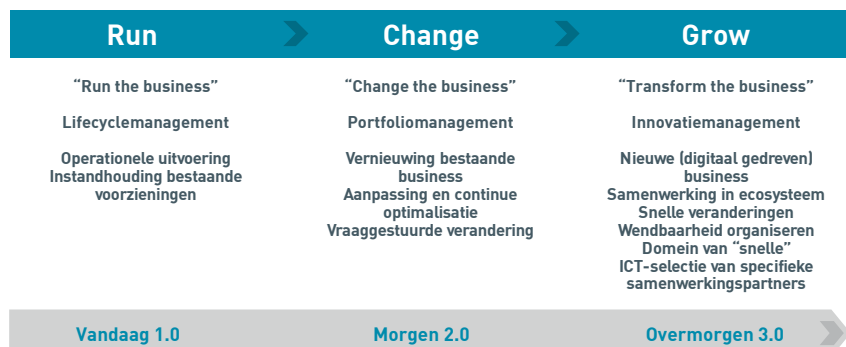 Run
Change
Grow
“Run the business”
Lifecyclemanagement
Operationele uitvoering
Instandhouding bestaande
voorzieningen
“Change the business”
Portfoliomanagement
Vernieuwing bestaande
business
Aanpassing en continue
optimalisatie
Vraaggestuurde verandering
“Transform the business”
Innovatiemanagement
Nieuwe (digitaal gedreven)
business
Samenwerking in ecosysteem
Snelle veranderingen
Wendbaarheid organiseren
Domein van “snelle”
ICT-selectie van specifieke
samenwerkingspartners
Vandaag 1.0
Morgen 2.0
Overmorgen 3.0